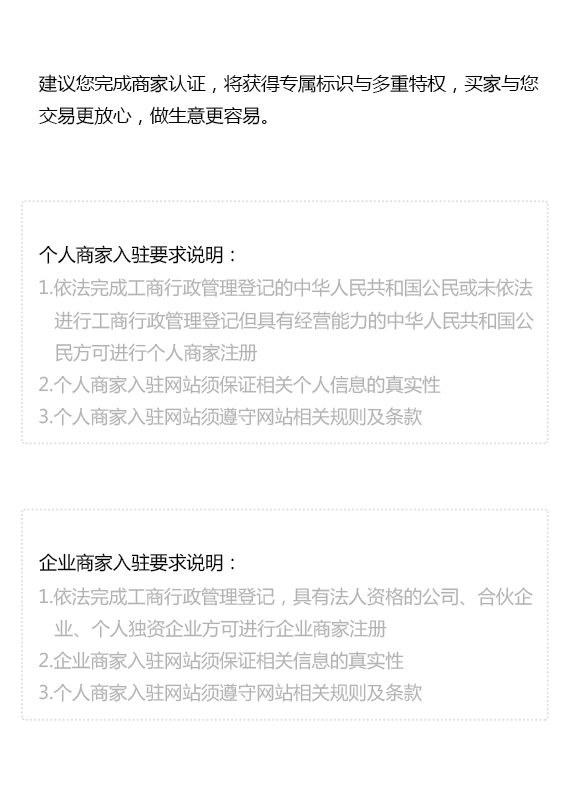 建议您完成商家认证，将获得专属标识与多重特权，买家与您
交易更放心，做生意更容易。
个人商家入驻要求说明：
1.依法完成工商行政管理登记的中华人民共和国公民或未依法
进行工商行政管理登记但具有经营能力的中华人民共和国公
民方可进行个人商家注册
2.个人商家入驻网站须保证相关个人信息的真实性
3.个人商家入驻网站须遵守网站相关规则及条款
企业商家入驻要求说明：
1.依法完成工商行政管理登记，具有法人资格的公司、合伙企
业、个人独资企业方可进行企业商家注册
2.企业商家入驻网站须保证相关信息的真实性
3.个人商家入驻网站须遵守网站相关规则及条款